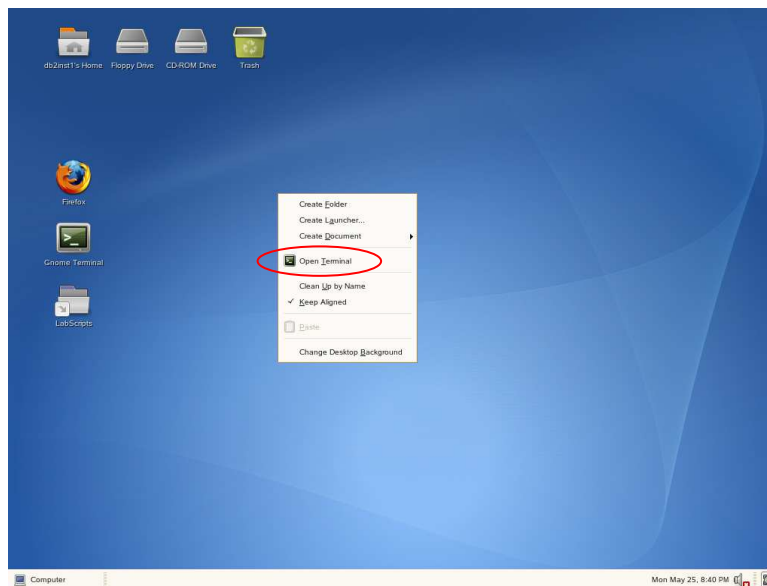 db2inst1's Home
Floppy Drive
CD-ROM Drive
Trash
Firefox
Gnome Terminal
LabScripts
Create Folder
Create Launcher...
Create Document
Open Terminal
Clean Up by Name
Keep Aligned
Paste
Change Desktop Background
Computer
Mon May 25, 8:40 PM